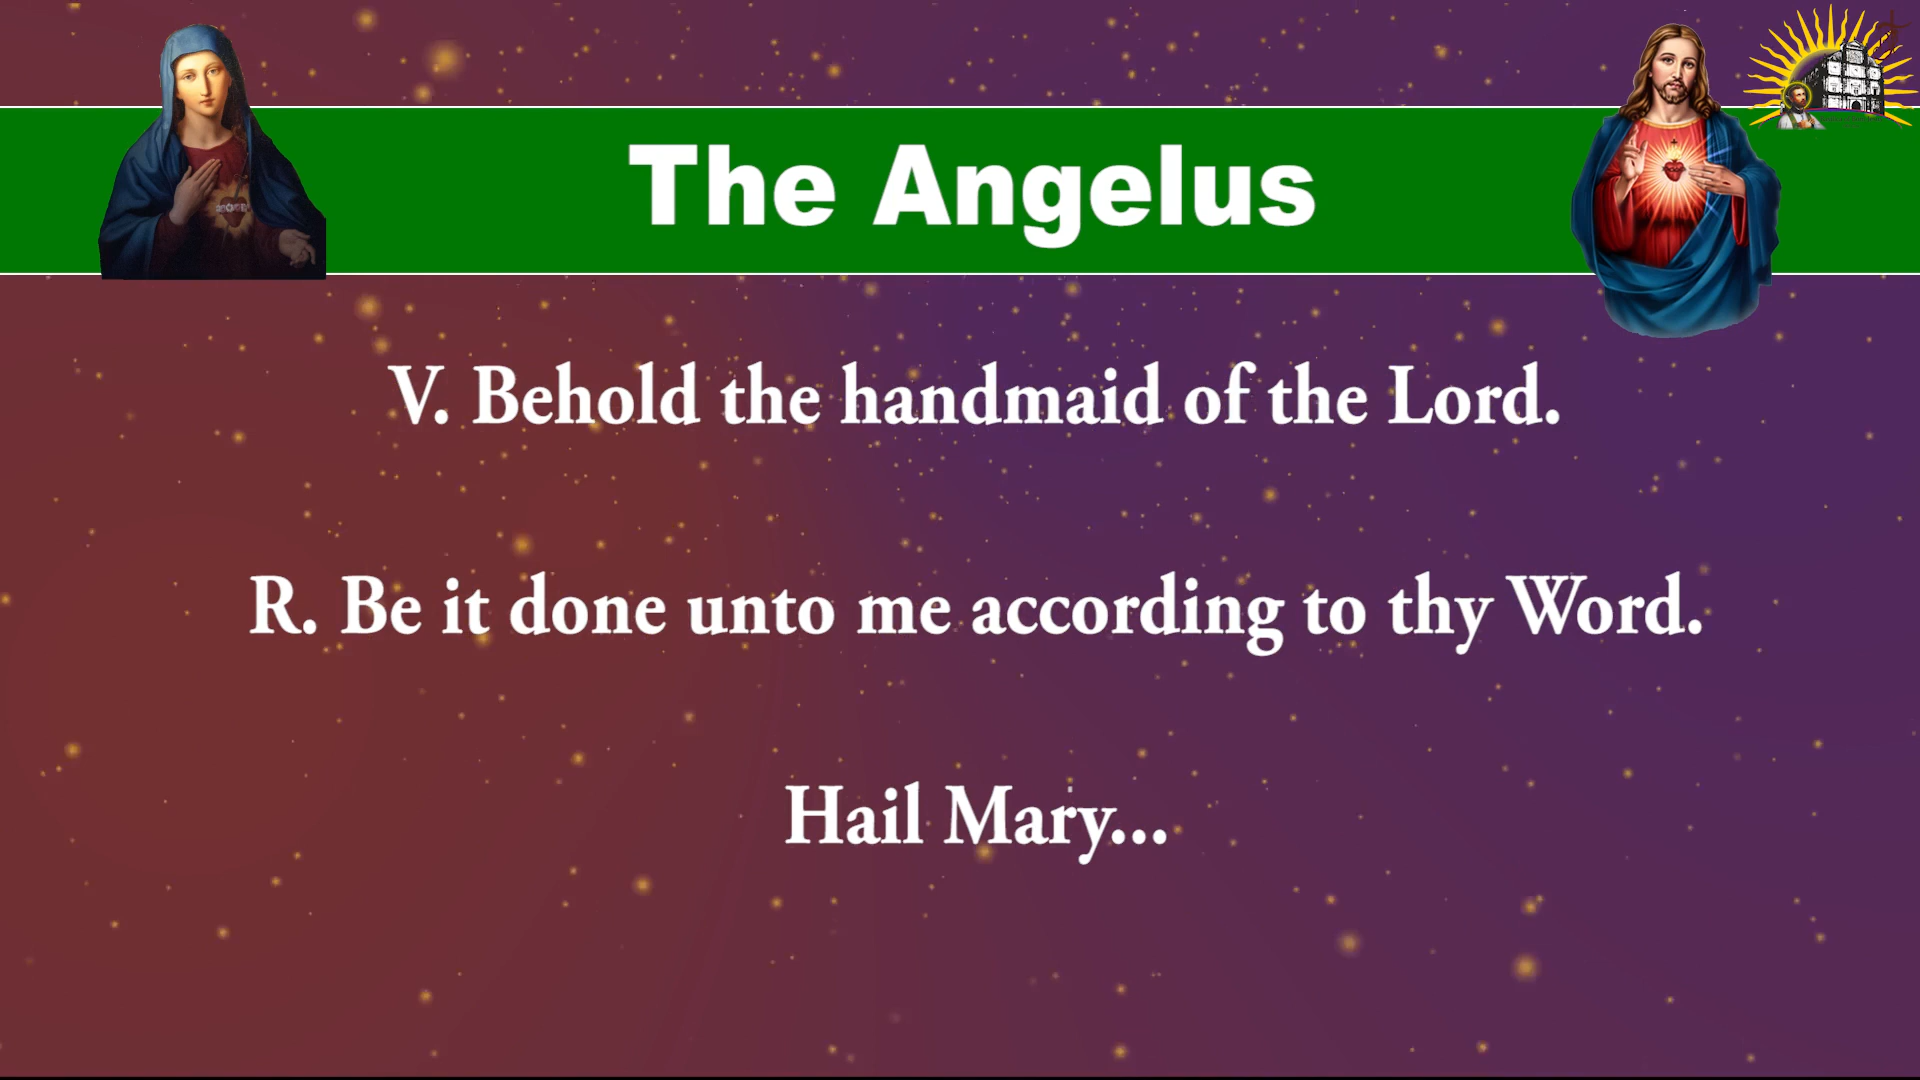 The Angelus
V. Behold the handmaid of the Lord.
R. Be it done unto me according to thy Word.
Hail Mary...